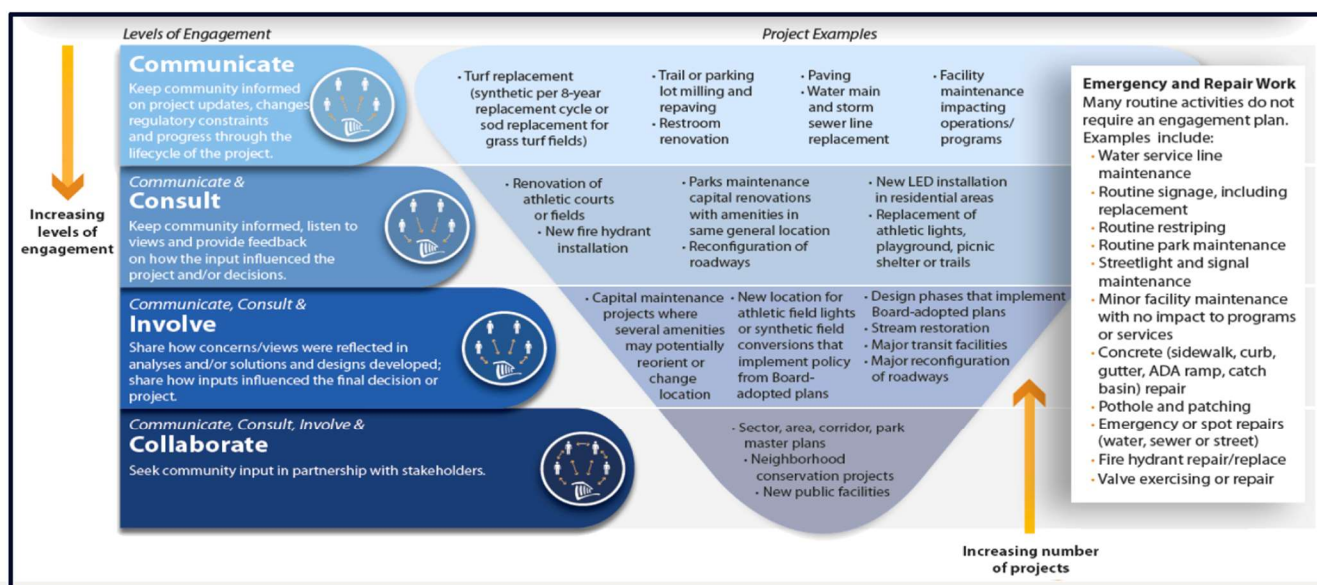 Levels of Engagement
Project Examples
Increasing
levels of
engagement
Communicate
Keep community informed
on project updates, changes
regulatory constraints
and progress through the
lifecycle of the project.
• Turf replacement
(synthetic per 8-year
replacement cycle or
sod replacement for
grass turf fields)
• Trail or parking
lot milling and
repaving
• Restroom
renovation
• Paving
• Water main
and storm
sewer line
replacement
• Facility
maintenance
impacting
operations/
programs
Communicate &
Consult
Keep community informed, listen to
views and provide feedback
on how the input influenced the
project and/or decisions.
• Renovation of
athletic courts
or fields
• New fire hydrant
installation
• Parks maintenance
capital renovations
with amenities in
same general location
• Reconfiguration of
roadways
• New LED installation
in residential areas
• Replacement of
athletic lights,
playground, picnic
shelter or trails
Communicate, Consult &
Involve
Share how concerns/views were reflected in
analyses and/or solutions and designs developed;
share how inputs influenced the final decision or
project.
• Capital maintenance
projects where
several amenities
may potentially
reorient or
change
location
• New location for
athletic field lights
or synthetic field
conversions that
implement policy
from Board-
adopted plans
• Design phases that implement
Board-adopted plans
• Stream restoration
• Major transit facilities
• Major reconfiguration
of roadways
Communicate, Consult, Involve &
Collaborate
Seek community input in partnership with stakeholders.
• Sector, area, corridor, park
master plans
• Neighborhood
conservation projects
• New public facilities
Emergency and Repair Work
Many routine activities do not
require an engagement plan.
Examples include:
• Water service line
maintenance
• Routine signage, including
replacement
• Routine restriping
• Routine park maintenance
• Streetlight and signal
maintenance
• Minor facility maintenance
with no impact to programs
or services
• Concrete (sidewalk, curb,
gutter, ADA ramp, catch
basin) repair
• Pothole and patching
• Emergency or spot repairs
(water, sewer or street)
• Fire hydrant repair/replace
• Valve exercising or repair
Increasing number
of projects